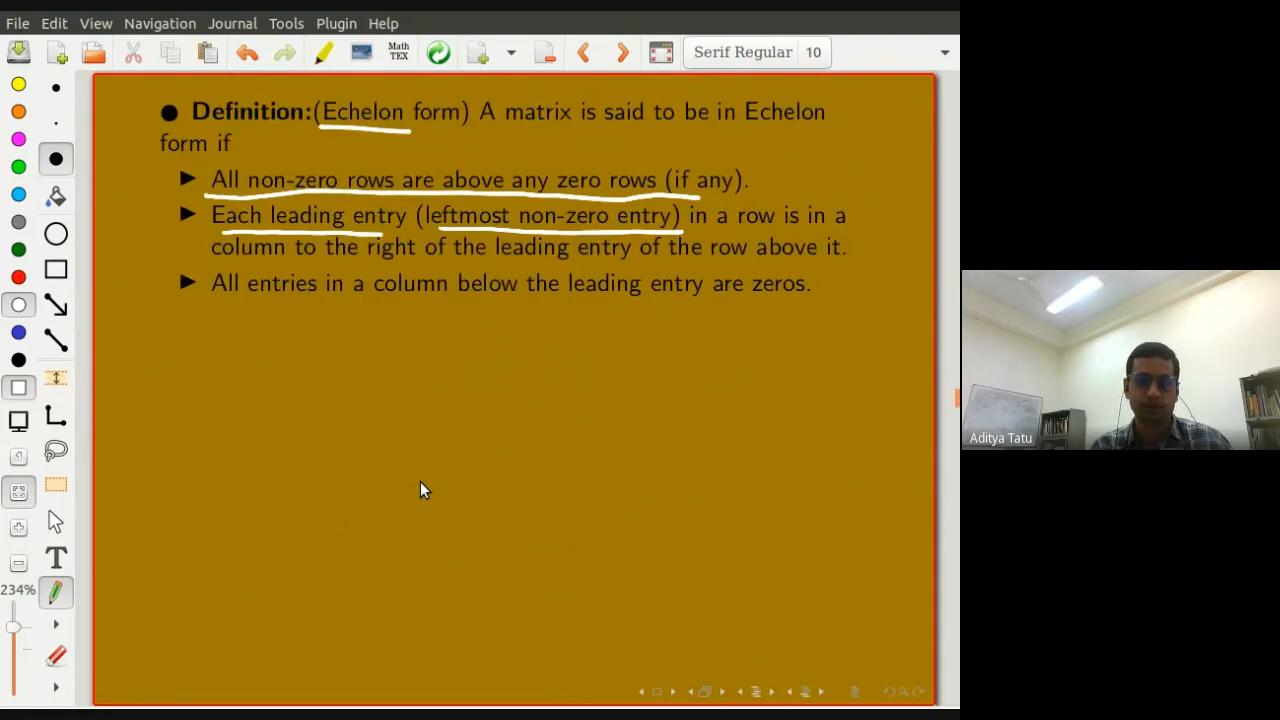 File Edit View Navigation Journal Tools Plugin Help
Math
TEX
Serif Regular 10
● Definition:(Echelon form) A matrix is said to be in Echelon
form if
▶ All non-zero rows are above any zero rows (if any).
▶ Each leading entry (leftmost non-zero entry) in a row is in a
column to the right of the leading entry of the row above it.
▶ All entries in a column below the leading entry are zeros.
T
234%
Aditya Tatu